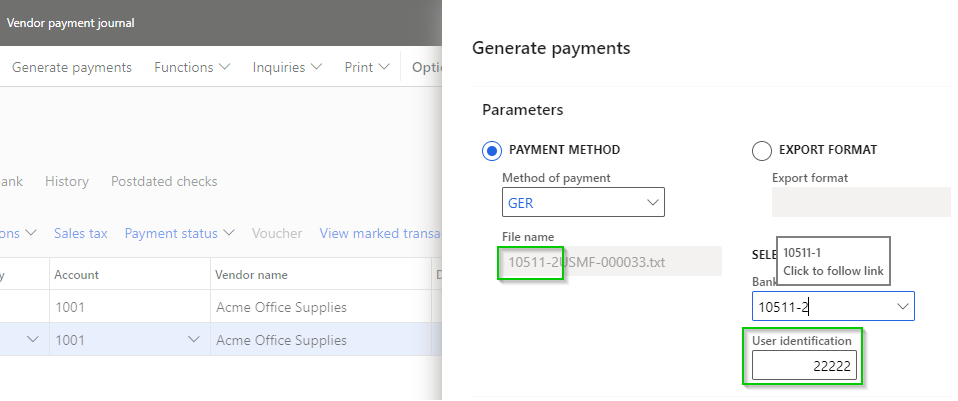 Vendor payment journal
Generate payments Functions Inquiries Print Optio
ank History Postdated checks
ons Sales tax Payment status Voucher View marked transac
y Account Vendor name D
1001 Acme Office Supplies
1001 Acme Office Supplies
Generate payments
Parameters
PAYMENT METHOD
Method of payment
GER
File name
10511-2USMF-000033.txt
EXPORT FORMAT
Export format
SELE
10511-1
Click to follow link
Bank
10511-2
User identification
22222